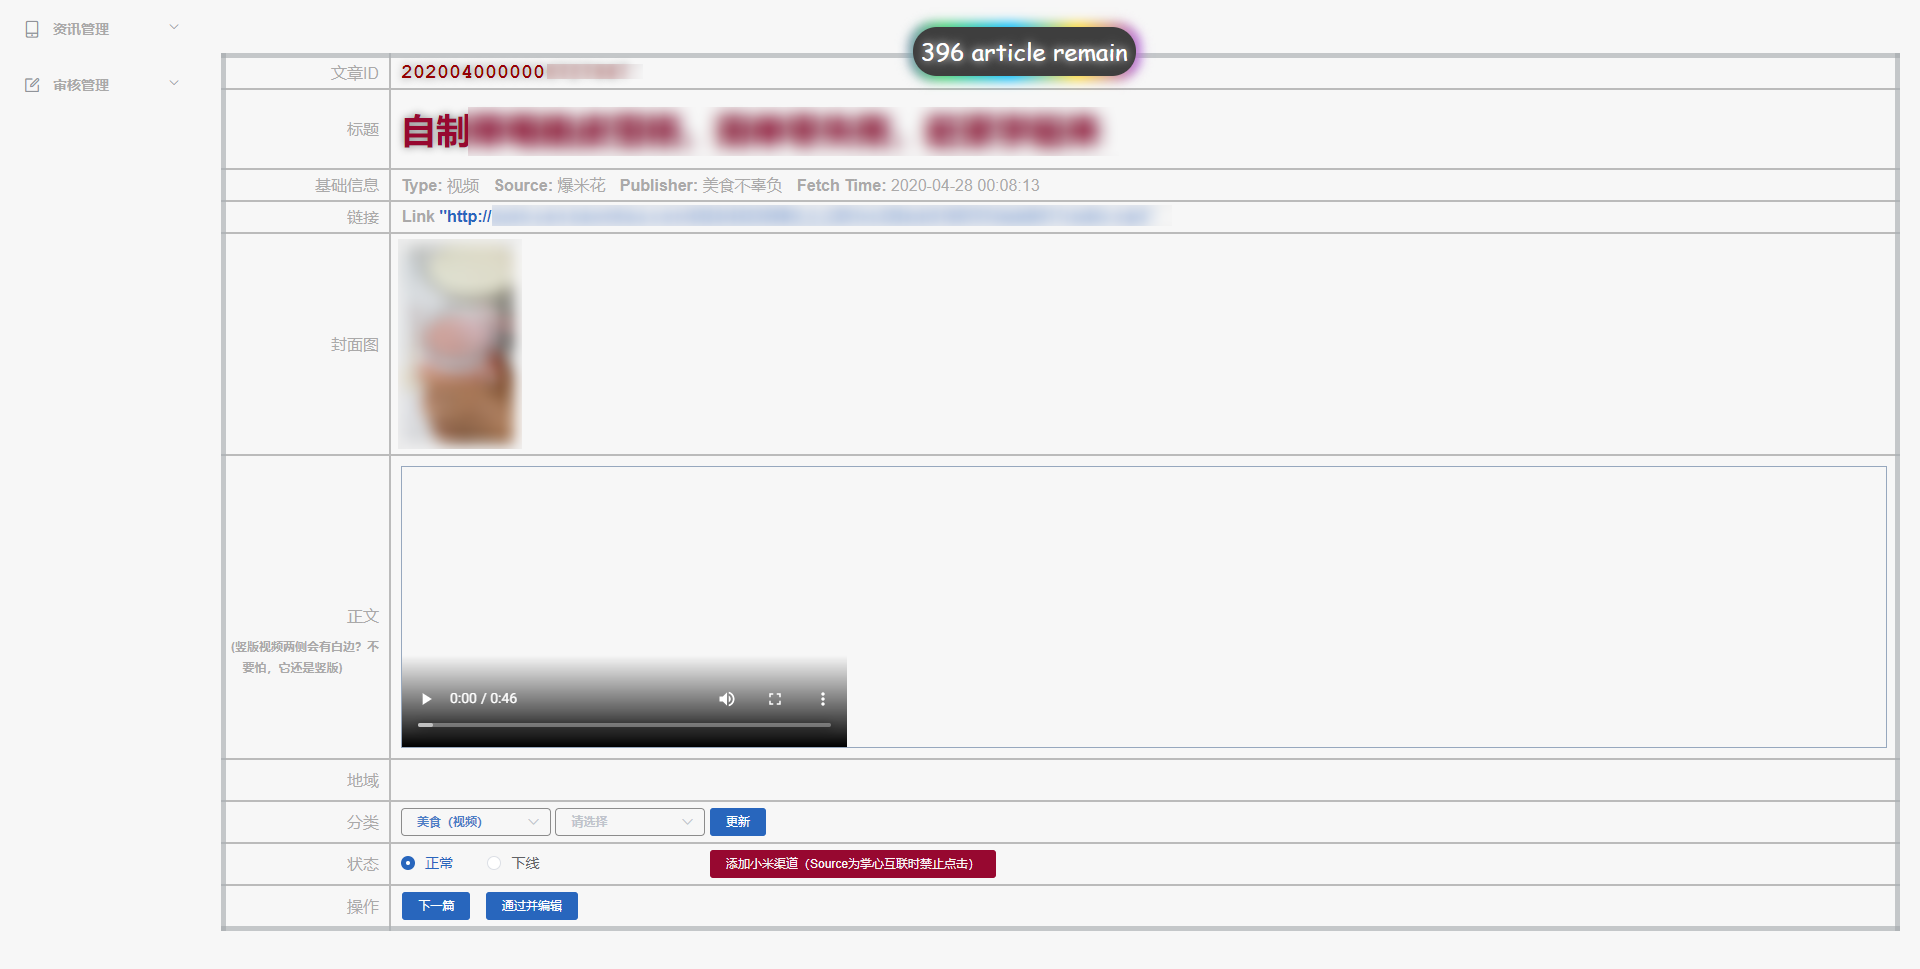 资讯管理
审核管理
396 article remain
文章ID 202004000000
标题 自制
基础信息 Type: 视频 Source: 爆米花 Publisher: 美食不辜负 Fetch Time: 2020-04-28 00:08:13
链接 Link "http://
封面图
正文
(竖版视频两侧会有白边？不
要怕，它还是竖版)
0:00 / 0:46
地域
分类 美食（视频） 请选择 更新
状态 正常 下线 添加小米渠道（Source为掌心互联时禁止点击）
操作 下一篇 通过并编辑